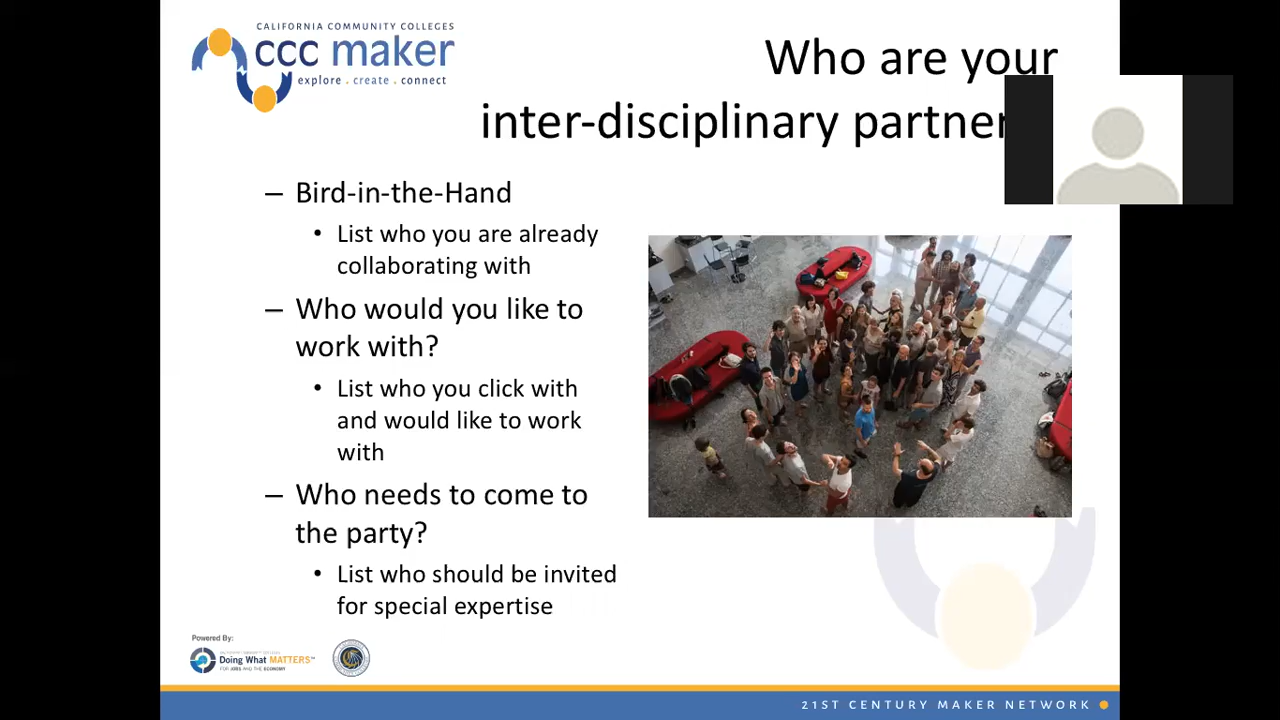 CALIFORNIA COMMUNITY COLLEGES
ccc maker
explore . create . connect
Who are your
inter-disciplinary partner
– Bird-in-the-Hand
• List who you are already
collaborating with
– Who would you like to
work with?
• List who you click with
and would like to work
with
– Who needs to come to
the party?
• List who should be invited
for special expertise
Powered By:
Doing What MATTERS™
FOR JOBS AND THE ECONOMY
21ST CENTURY MAKER NETWORK